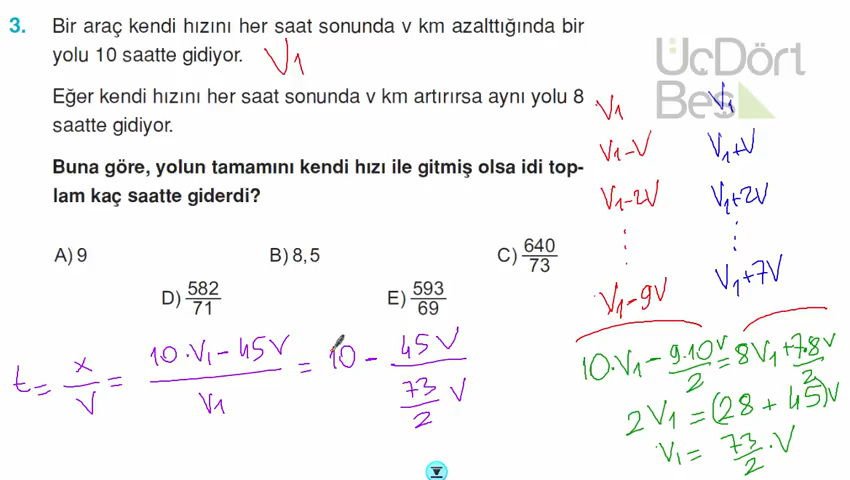 3. Bir araç kendi hızını her saat sonunda v km azalttığında bir
yolu 10 saatte gidiyor.
V₁
Eğer kendi hızını her saat sonunda v km artırırsa aynı yolu 8
saatte gidiyor.
Buna göre, yolun tamamını kendi hızı ile gitmiş olsa idi top-
lam kaç saatte giderdi?
A) 9 B) 8,5 C) 640/73
D) 582/71 E) 593/69
ÜçDört
Beş
V₁ V₁
V₁-V V₁+V
V₁-2V V₁+2V
⋮ ⋮
V₁-9V V₁+7V
10·V₁ - 9·10/2 V = 8V₁ + 7·8/2 V
2V₁ = (28 + 45)V
V₁ = 73/2 · V
t = x/V = (10·V₁ - 45V)/V₁ = 10 - 45V/(73/2 V)